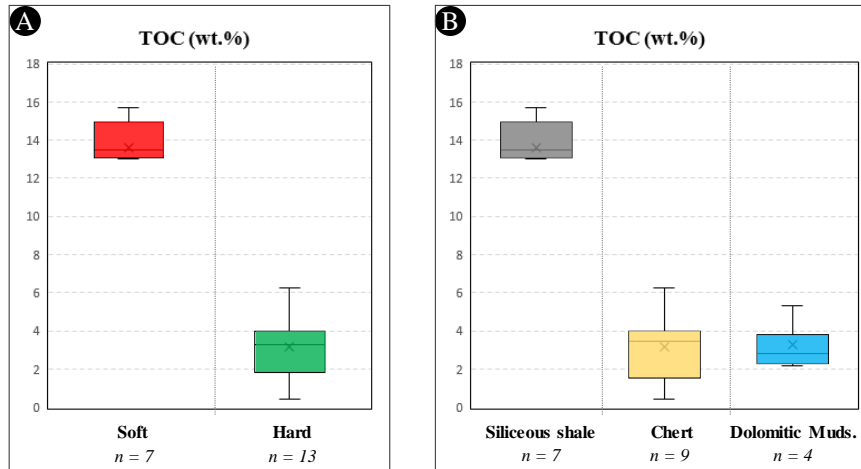 A
TOC (wt.%)
18
16
14
12
10
8
6
4
2
0
Soft Hard
n = 7 n = 13
B
TOC (wt.%)
18
16
14
12
10
8
6
4
2
0
Siliceous shale Chert Dolomitic Muds.
n = 7 n = 9 n = 4